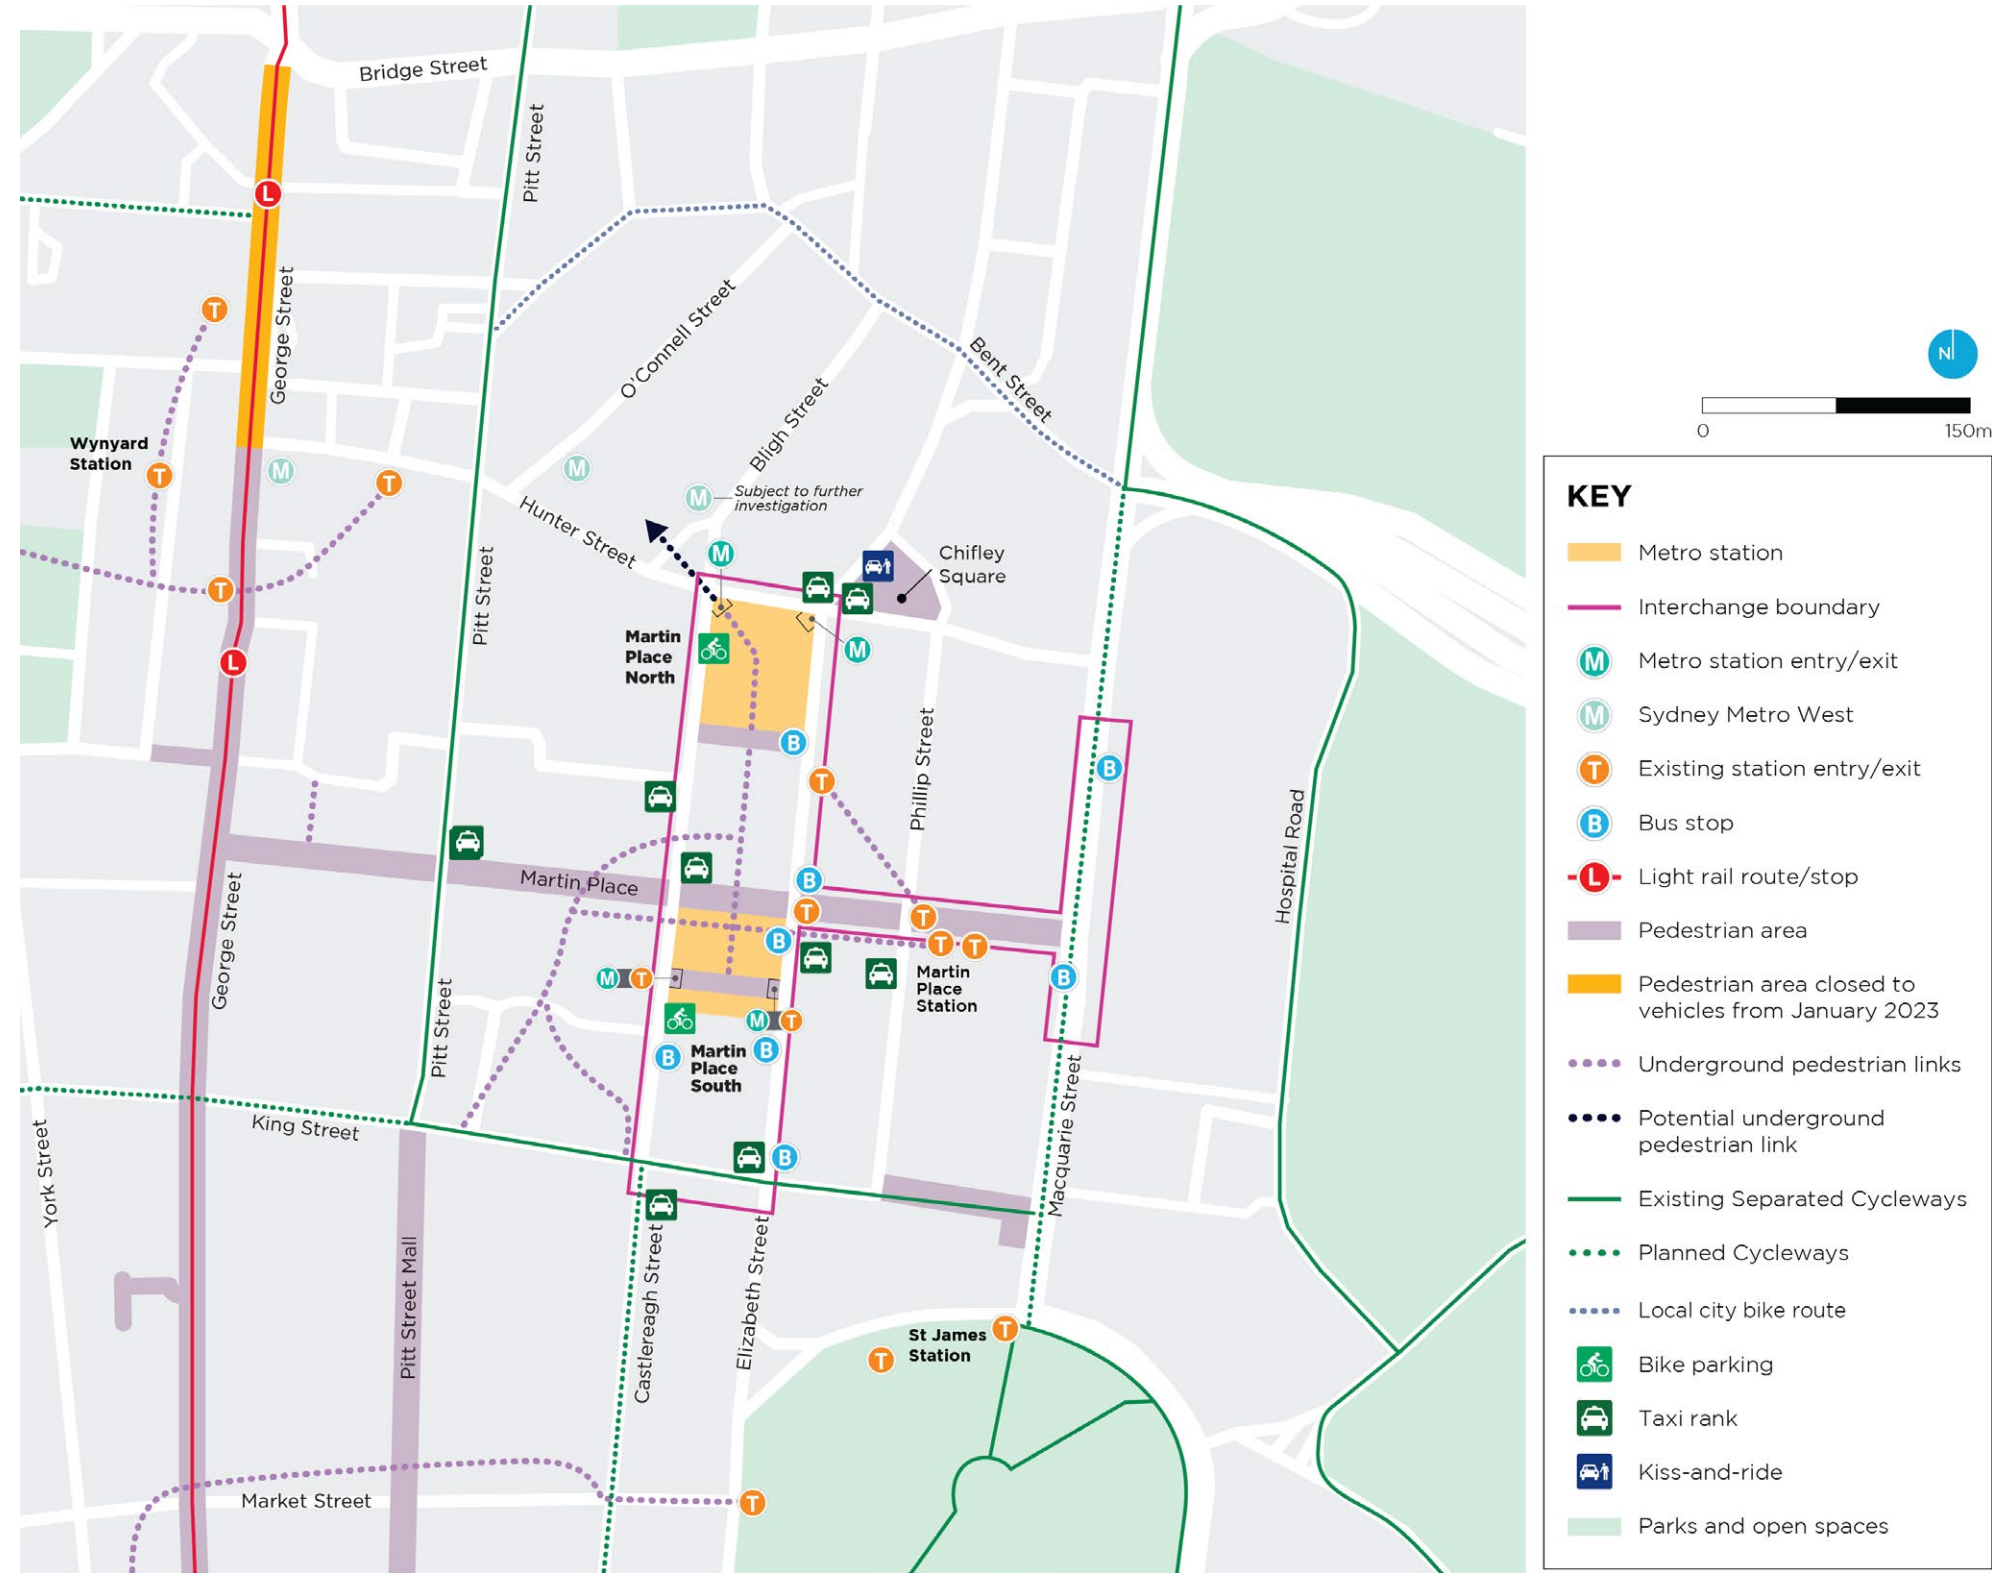 Bridge Street
Pitt Street
L
George Street
T
O'Connell Street
Bent Street
Bligh Street
Wynyard
Station
T
M
T
M
M
Subject to further
investigation
Hunter Street
M
Chifley
Square
T
Pitt Street
L
Martin
Place
North
M
B
T
Phillip Street
B
Hospital Road
Martin Place
B
T
T
B
T
T
Martin
Place
Station
B
M
T
George Street
Pitt Street
M
T
B
Martin
Place
South
B
Macquarie Street
King Street
York Street
B
Castlereagh Street
Elizabeth Street
Pitt Street Mall
St James
Station
T
T
Market Street
T
N
0
150m
KEY
Metro station
Interchange boundary
M
Metro station entry/exit
M
Sydney Metro West
T
Existing station entry/exit
B
Bus stop
L
Light rail route/stop
Pedestrian area
Pedestrian area closed to
vehicles from January 2023
Underground pedestrian links
Potential underground
pedestrian link
Existing Separated Cycleways
Planned Cycleways
Local city bike route
Bike parking
Taxi rank
Kiss-and-ride
Parks and open spaces